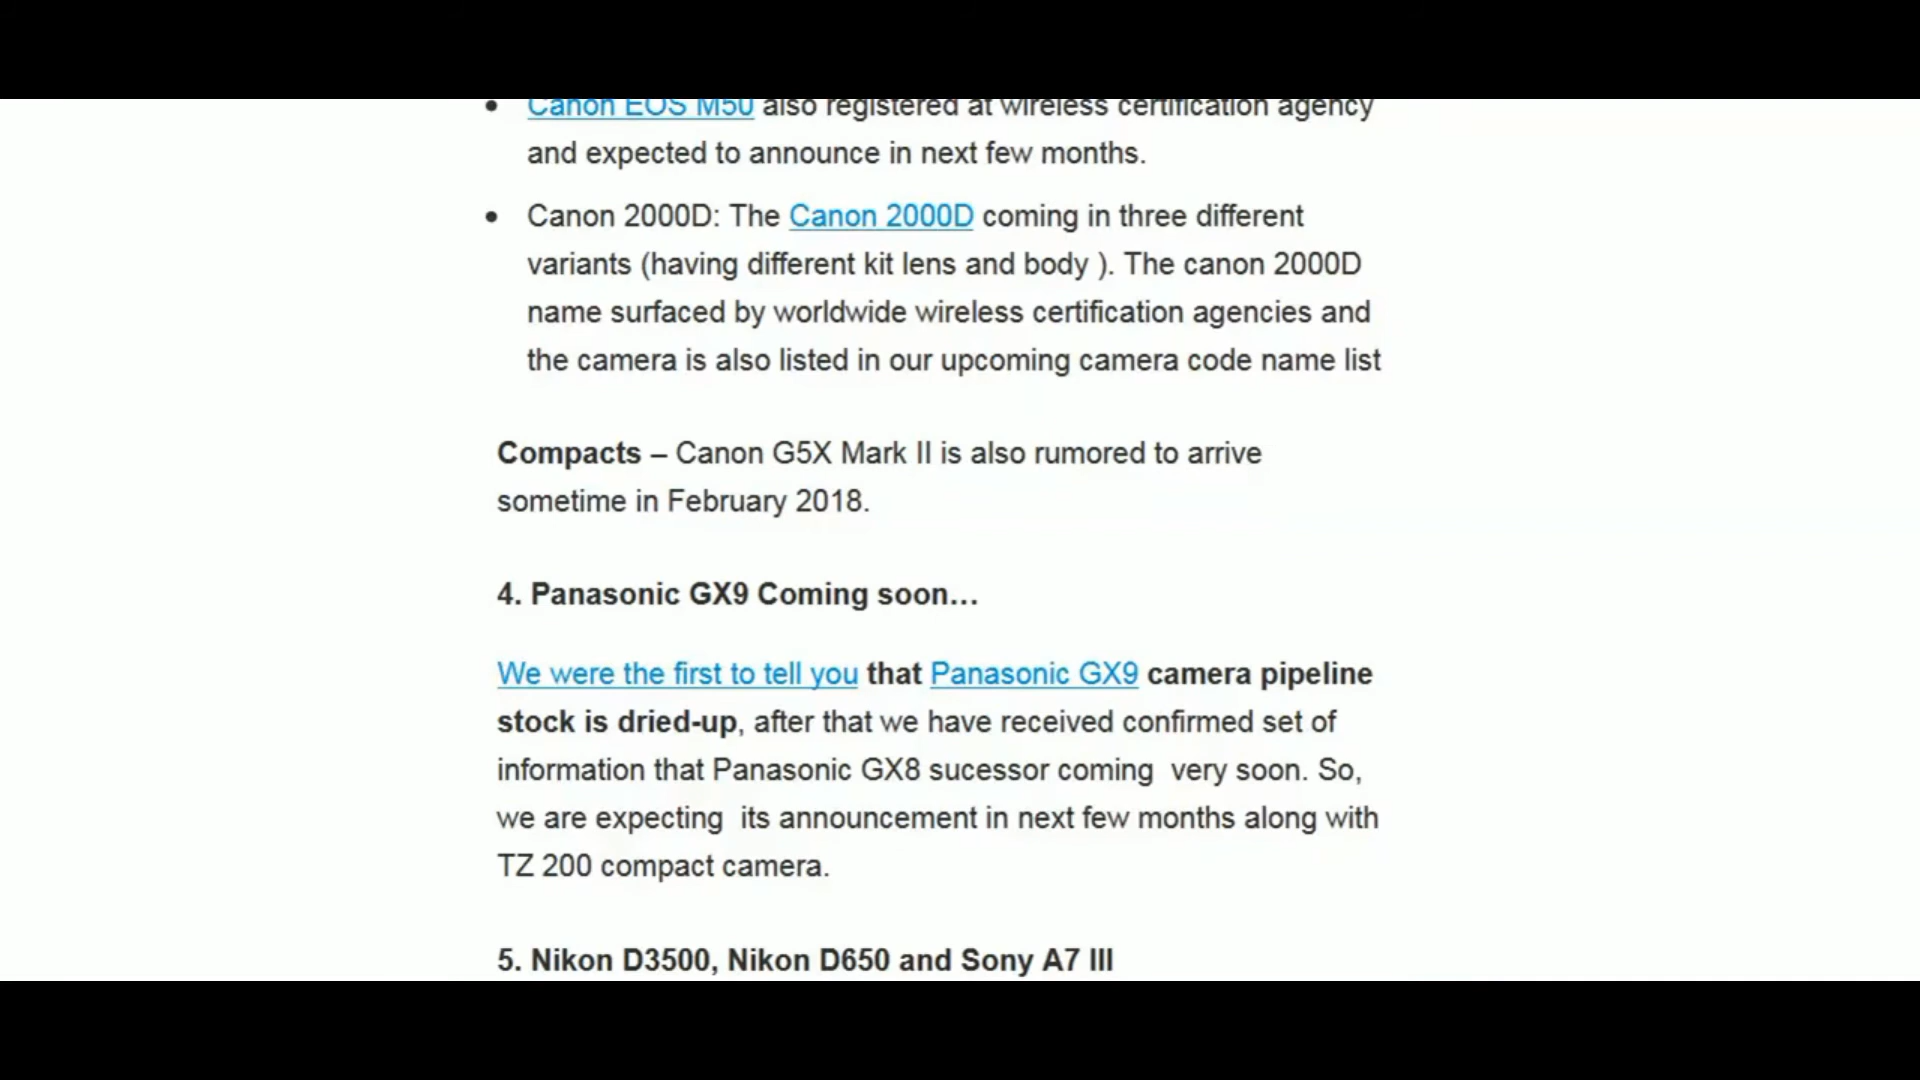 Canon EOS M50 also registered at wireless certification agency
and expected to announce in next few months.
Canon 2000D: The Canon 2000D coming in three different
variants (having different kit lens and body ). The canon 2000D
name surfaced by worldwide wireless certification agencies and
the camera is also listed in our upcoming camera code name list
Compacts – Canon G5X Mark II is also rumored to arrive
sometime in February 2018.
4. Panasonic GX9 Coming soon…
We were the first to tell you that Panasonic GX9 camera pipeline
stock is dried-up, after that we have received confirmed set of
information that Panasonic GX8 sucessor coming  very soon. So,
we are expecting  its announcement in next few months along with
TZ 200 compact camera.
5. Nikon D3500, Nikon D650 and Sony A7 III